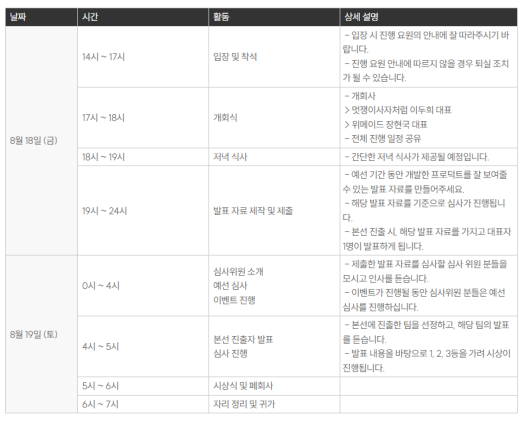 날짜 시간 활동 상세 설명
8월 18일 (금)
14시 ~ 17시
입장 및 착석
- 입장 시 진행 요원의 안내에 잘 따라주시기 바
랍니다.
- 진행 요원 안내에 따르지 않을 경우 퇴실 조치
가 될 수 있습니다.
17시 ~ 18시
개회식
- 개회사
> 멋쟁이사자처럼 이두희 대표
> 위메이드 장현국 대표
- 전체 진행 일정 공유
18시 ~ 19시
저녁 식사
- 간단한 저녁 식사가 제공될 예정입니다.
19시 ~ 24시
발표 자료 제작 및 제출
- 예선 기간 동안 개발한 프로덕트를 잘 보여줄
수 있는 발표 자료를 만들어주세요.
- 해당 발표 자료를 기준으로 심사가 진행됩니
다.
- 본선 진출 시, 해당 발표 자료를 가지고 대표자
1명이 발표하게 됩니다.
8월 19일 (토)
0시 ~ 4시
심사위원 소개
예선 심사
이벤트 진행
- 제출한 발표 자료를 심사할 심사 위원 분들을
모시고 인사를 듣습니다.
- 이벤트가 진행될 동안 심사위원 분들은 예선
심사를 진행하십니다.
4시 ~ 5시
본선 진출자 발표
심사 진행
- 본선에 진출한 팀을 선정하고, 해당 팀의 발표
를 듣습니다.
- 발표 내용을 바탕으로 1, 2, 3등을 가려 시상이
진행됩니다.
5시 ~ 6시
시상식 및 폐회사
6시 ~ 7시
자리 정리 및 귀가